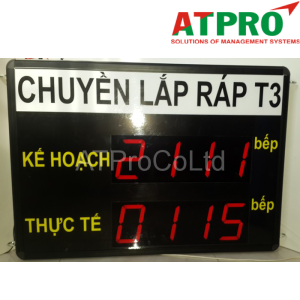 ATPRO
SOLUTIONS OF MANAGEMENT SYSTEMS
CHUYỀN LẮP RÁP T3
KẾ HOẠCH 2111 bếp
ATProCoLtd
THỰC TẾ 0115 bếp